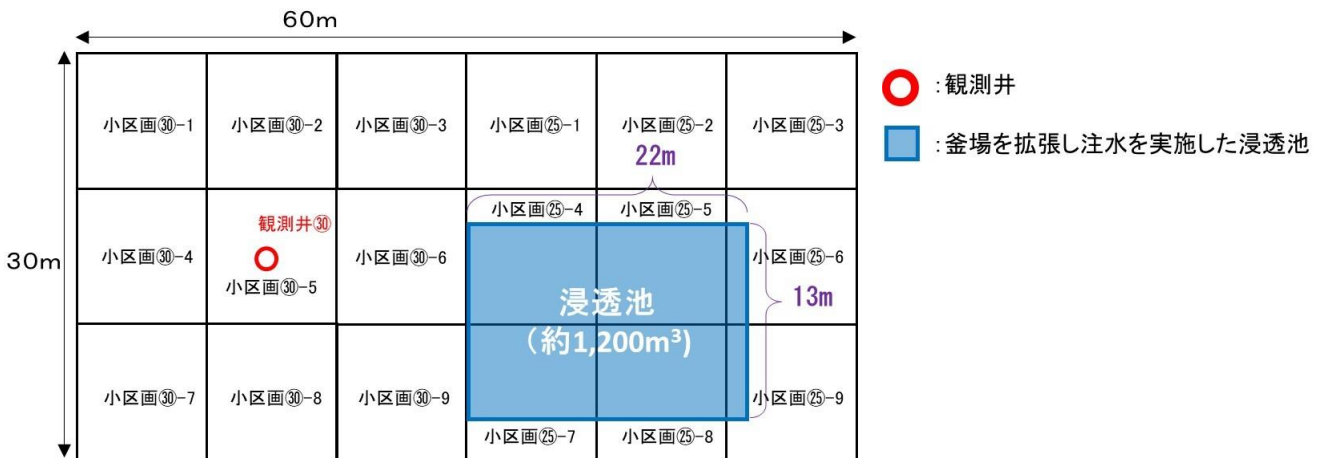 60m
30m
小区画㉚-1
小区画㉚-2
小区画㉚-3
小区画㉕-1
小区画㉕-2
小区画㉕-3
22m
小区画㉚-4
観測井㉚
小区画㉚-5
小区画㉚-6
小区画㉕-4
小区画㉕-5
小区画㉕-6
13m
浸透池
（約1,200m³)
小区画㉚-7
小区画㉚-8
小区画㉚-9
小区画㉕-7
小区画㉕-8
小区画㉕-9
:観測井
:釜場を拡張し注水を実施した浸透池